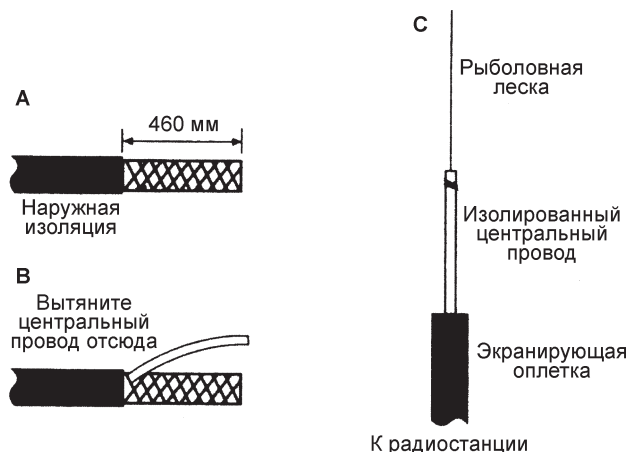 A
460 мм
Наружная
изоляция
B
Вытяните
центральный
провод отсюда
C
Рыболовная
леска
Изолированный
центральный
провод
Экранирующая
оплетка
К радиостанции